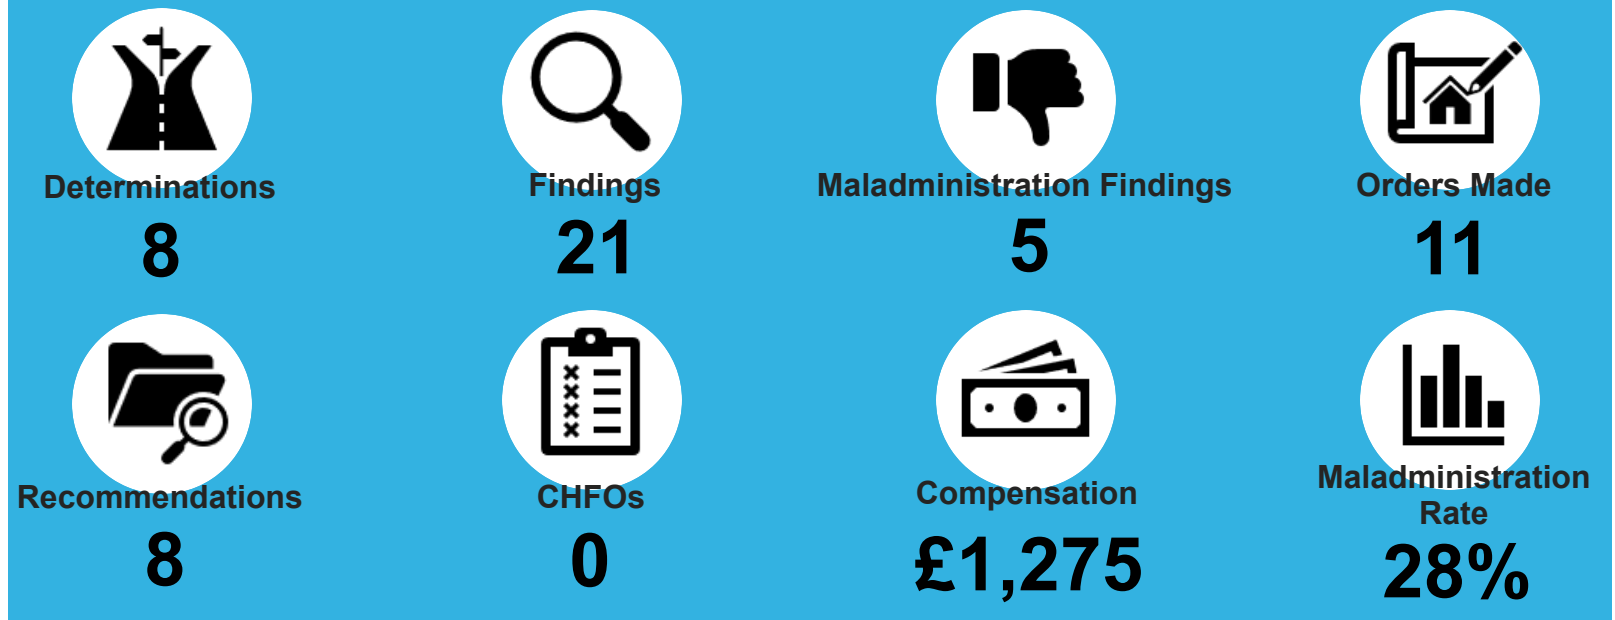 Determinations
8
Findings
21
Maladministration Findings
5
Orders Made
11
Recommendations
8
CHFOs
0
Compensation
£1,275
Maladministration
Rate
28%